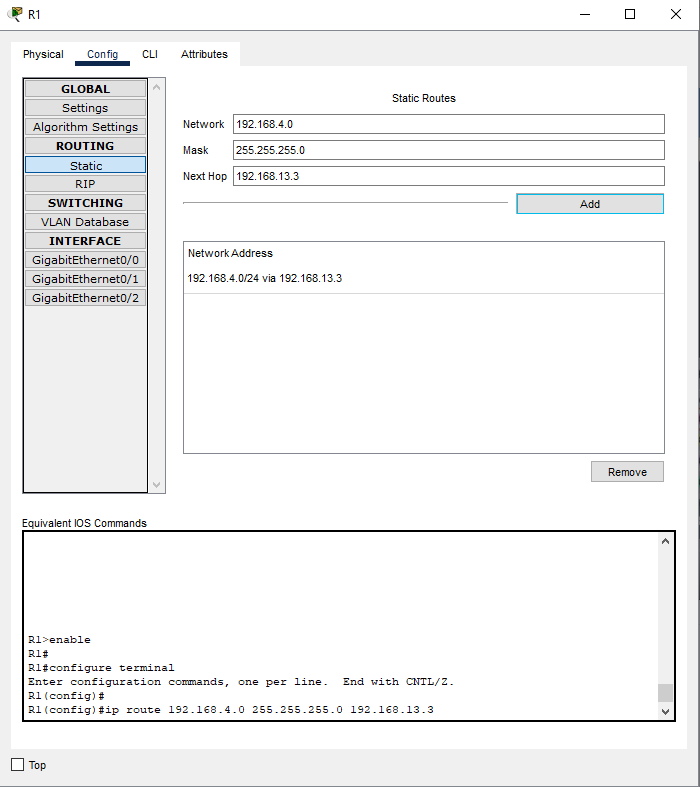 R1
Physical Config CLI Attributes
GLOBAL
Settings
Algorithm Settings
ROUTING
Static
RIP
SWITCHING
VLAN Database
INTERFACE
GigabitEthernet0/0
GigabitEthernet0/1
GigabitEthernet0/2
Static Routes
Network 192.168.4.0
Mask 255.255.255.0
Next Hop 192.168.13.3
Add
Network Address
192.168.4.0/24 via 192.168.13.3
Remove
Equivalent IOS Commands
R1>enable
R1#
R1#configure terminal
Enter configuration commands, one per line.  End with CNTL/Z.
R1(config)#
R1(config)#ip route 192.168.4.0 255.255.255.0 192.168.13.3
Top